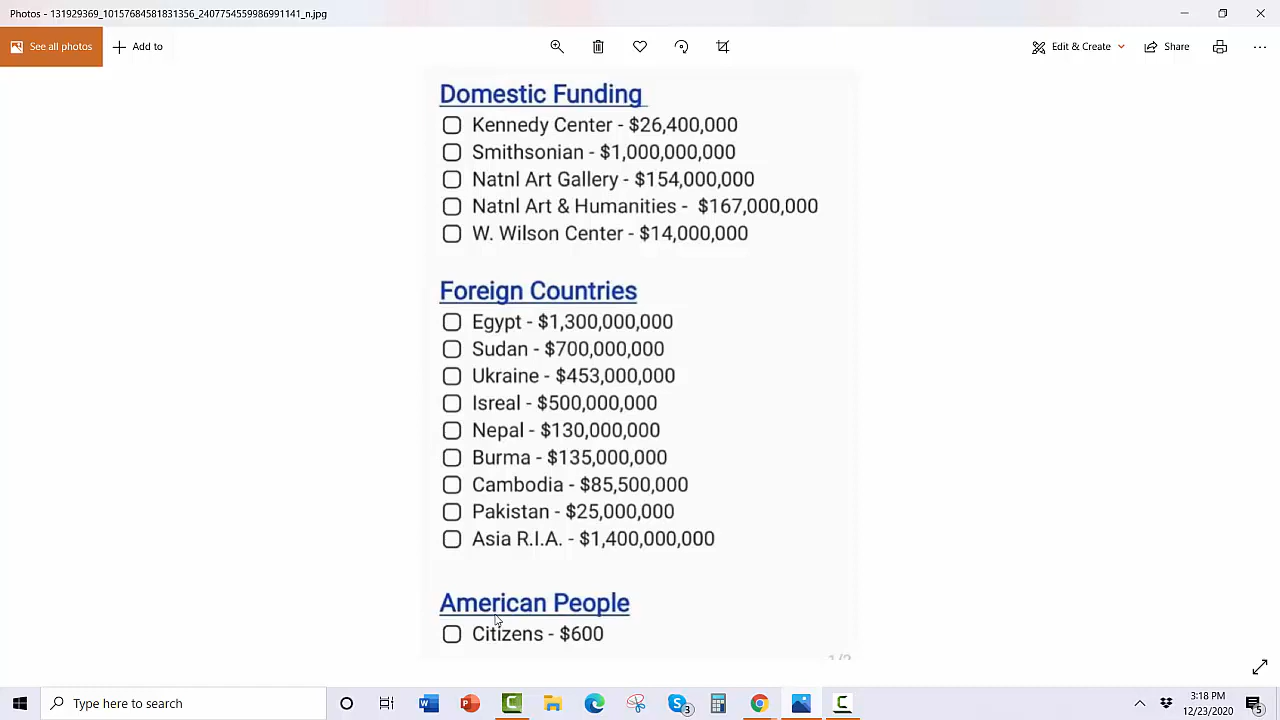 Photos - 131929369_10157684581831356_2407754559986991141_n.jpg
See all photos
Add to
Edit & Create
Share
Domestic Funding
Kennedy Center - $26,400,000
Smithsonian - $1,000,000,000
Natnl Art Gallery - $154,000,000
Natnl Art & Humanities - $167,000,000
W. Wilson Center - $14,000,000
Foreign Countries
Egypt - $1,300,000,000
Sudan - $700,000,000
Ukraine - $453,000,000
Isreal - $500,000,000
Nepal - $130,000,000
Burma - $135,000,000
Cambodia - $85,500,000
Pakistan - $25,000,000
Asia R.I.A. - $1,400,000,000
American People
Citizens - $600
Type here to search
3:18 PM
12/23/2020